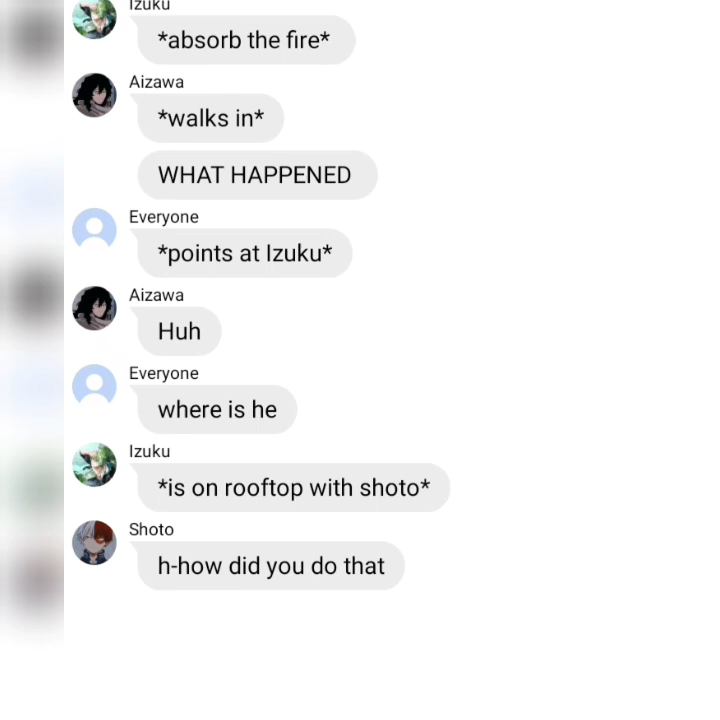 Izuku
*absorb the fire*
Aizawa
*walks in*
WHAT HAPPENED
Everyone
*points at Izuku*
Aizawa
Huh
Everyone
where is he
Izuku
*is on rooftop with shoto*
Shoto
h-how did you do that